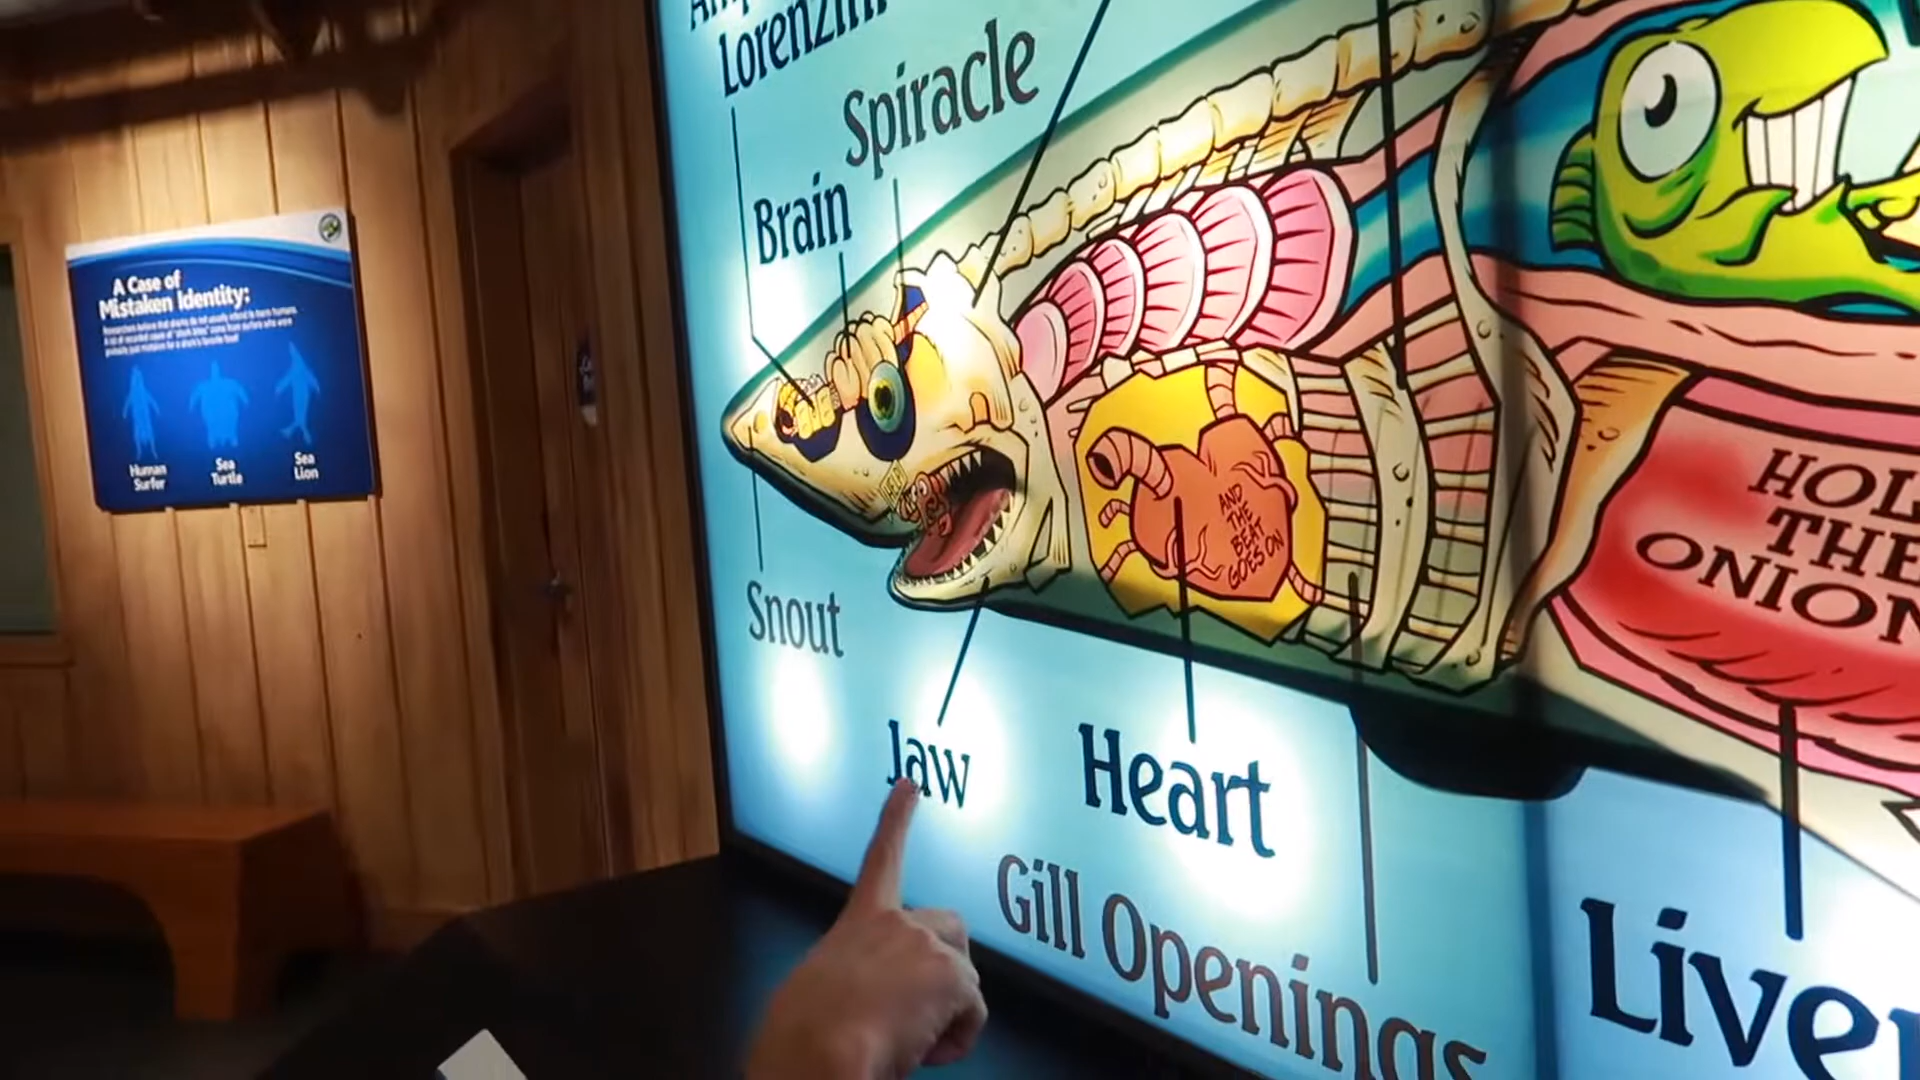 Lorenzini
Spiracle
Brain
Snout
Jaw
Heart
Gill Openings
Liver
AND
THE
BEAT
GOES ON
HOL
THE
ONION
A Case of
Mistaken Identity:
Human
Surfer
Sea
Turtle
Sea
Lion